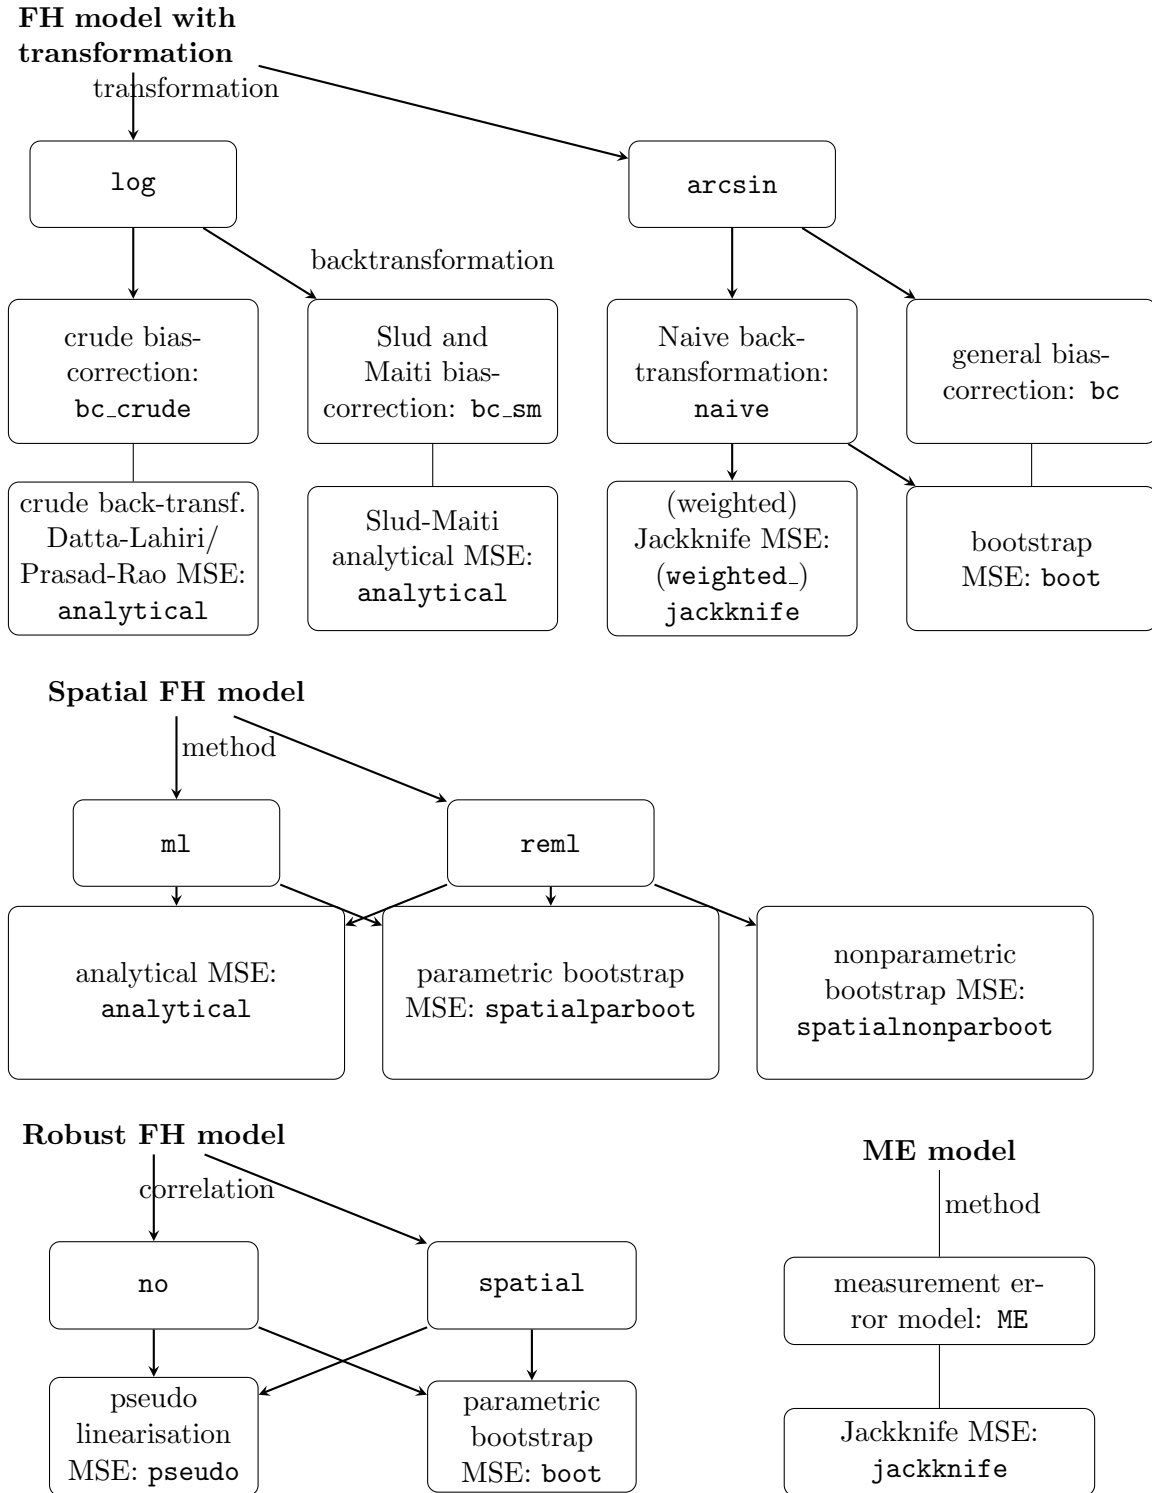 FH model with
transformation
transformation
log
arcsin
backtransformation
crude bias-
correction:
bc_crude
Slud and
Maiti bias-
correction: bc_sm
Naive back-
transformation:
naive
general bias-
correction: bc
crude back-transf.
Datta-Lahiri/
Prasad-Rao MSE:
analytical
Slud-Maiti
analytical MSE:
analytical
(weighted)
Jackknife MSE:
(weighted_)
jackknife
bootstrap
MSE: boot
Spatial FH model
method
ml
reml
analytical MSE:
analytical
parametric bootstrap
MSE: spatialparboot
nonparametric
bootstrap MSE:
spatialnonparboot
Robust FH model
correlation
no
spatial
pseudo
linearisation
MSE: pseudo
parametric
bootstrap
MSE: boot
ME model
method
measurement er-
ror model: ME
Jackknife MSE:
jackknife